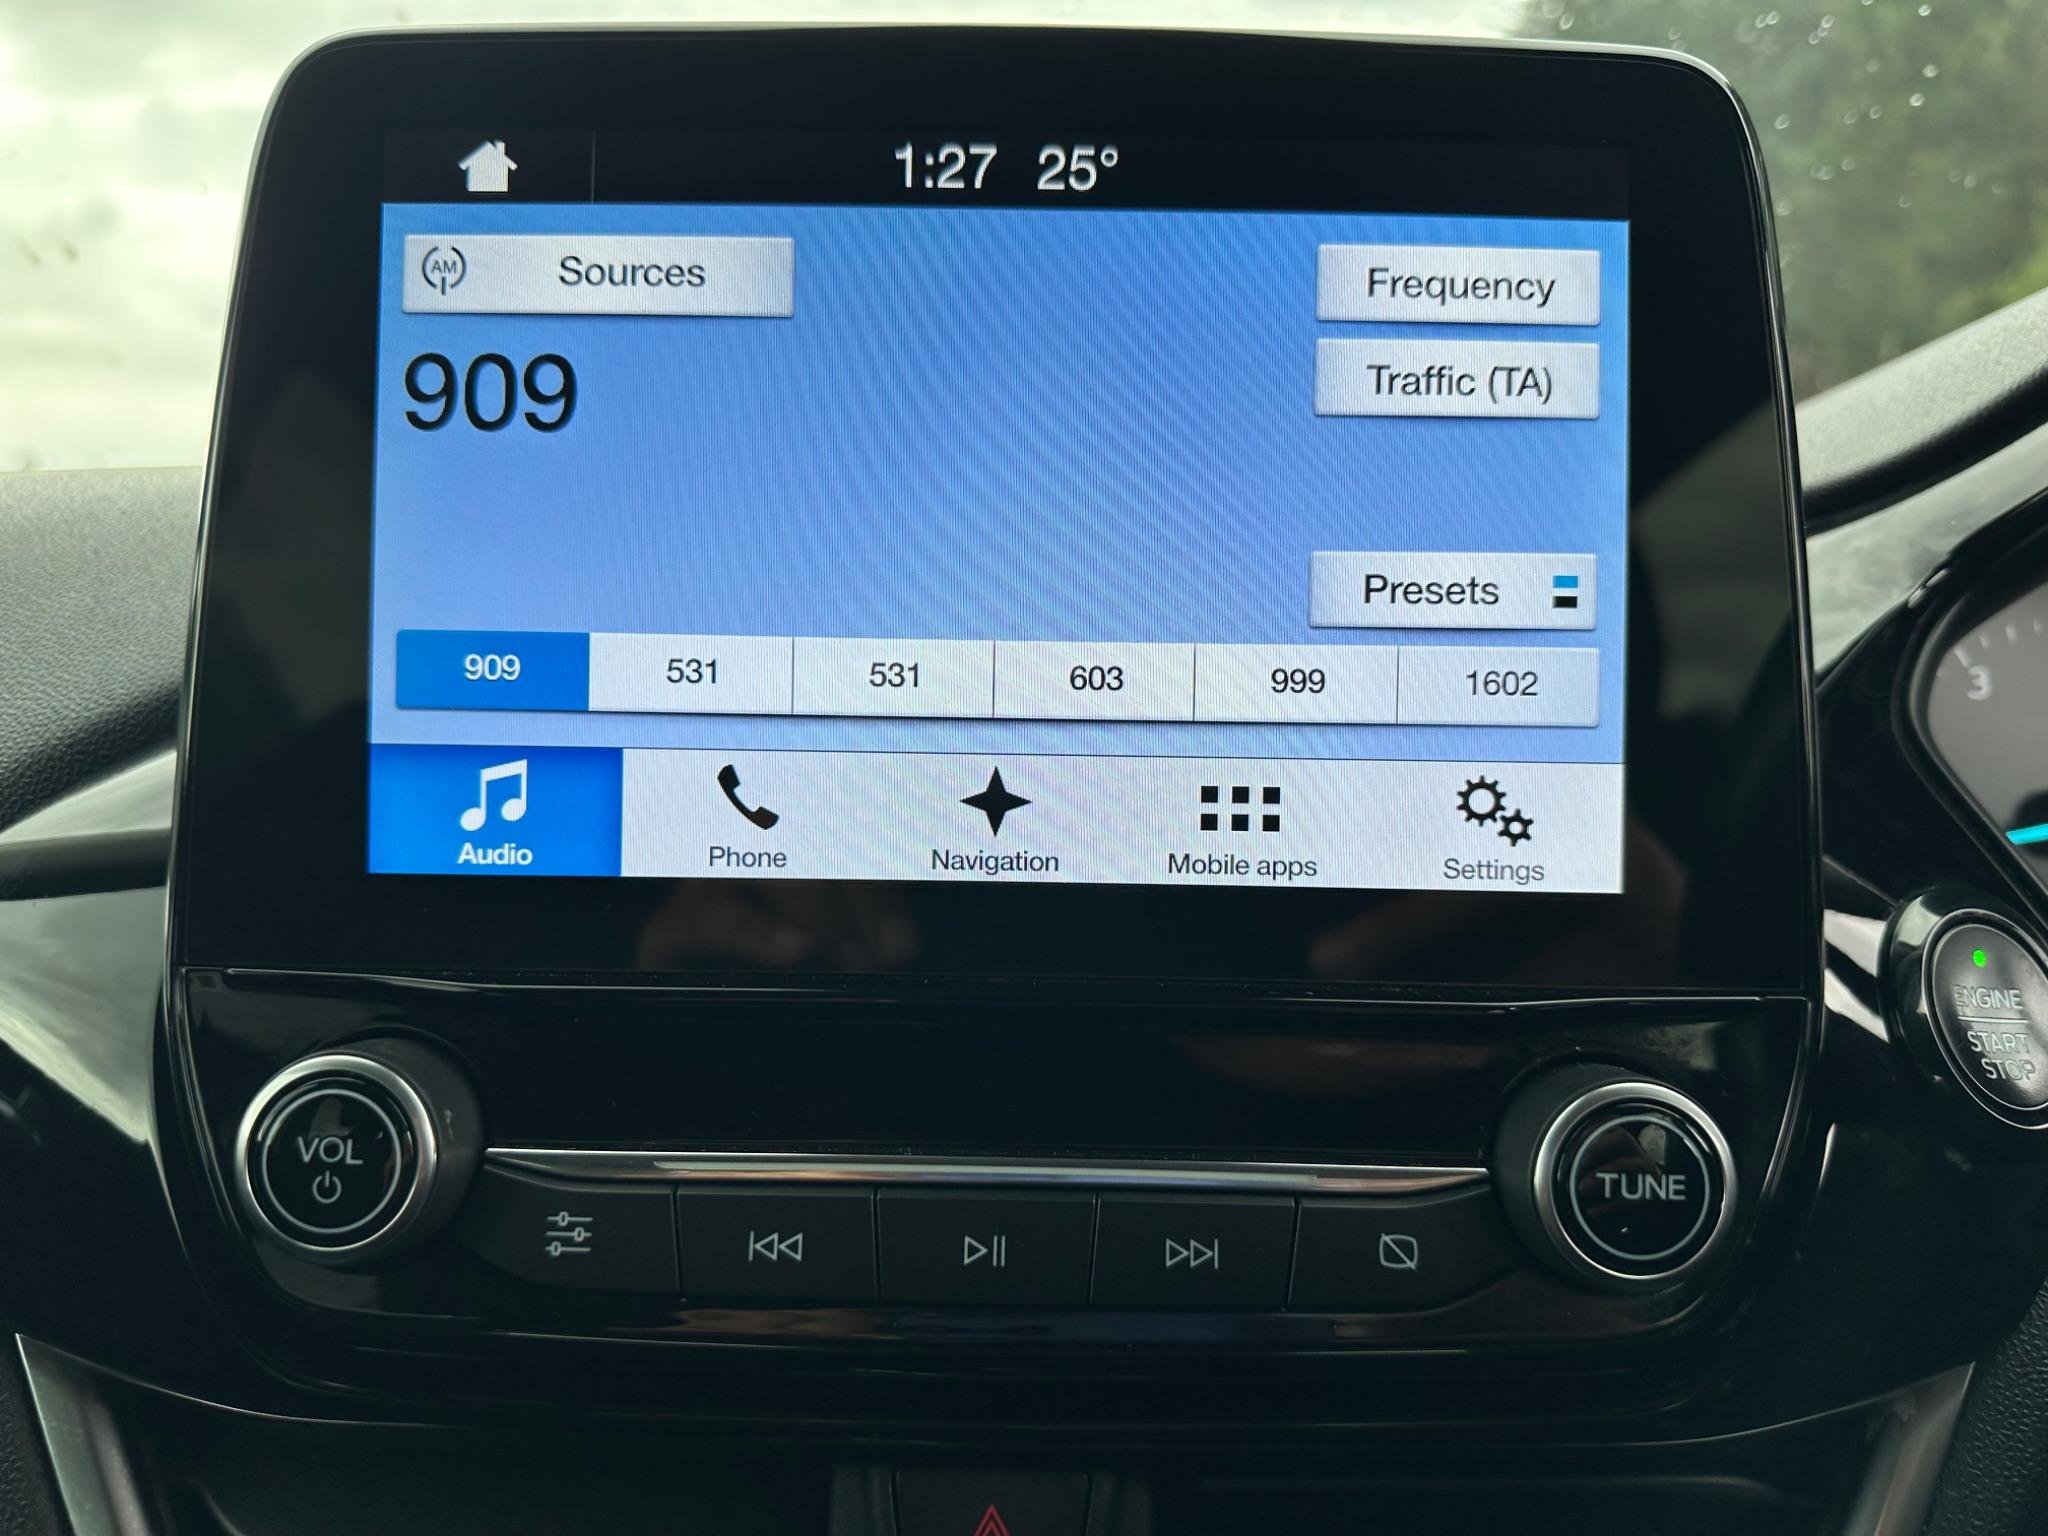 1:27 25°
AM Sources
Frequency
909
Traffic (TA)
Presets
909 531 531 603 999 1602
Audio Phone Navigation Mobile apps Settings
3
ENGINE
START
STOP
VOL
TUNE